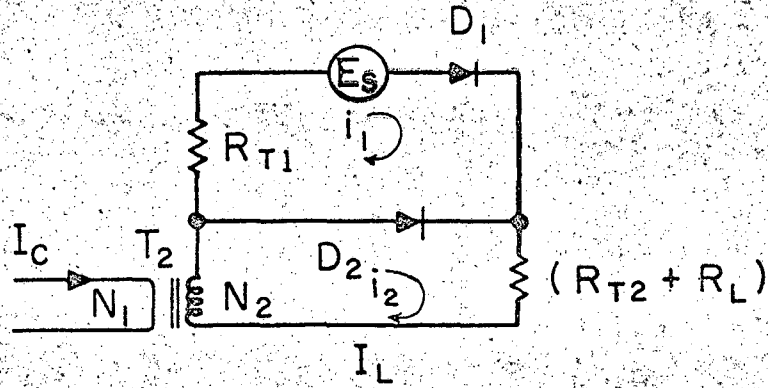 D1
ES
i1
RT1
IC
T2
D2
i2
(RT2 + RL)
N1
N2
IL